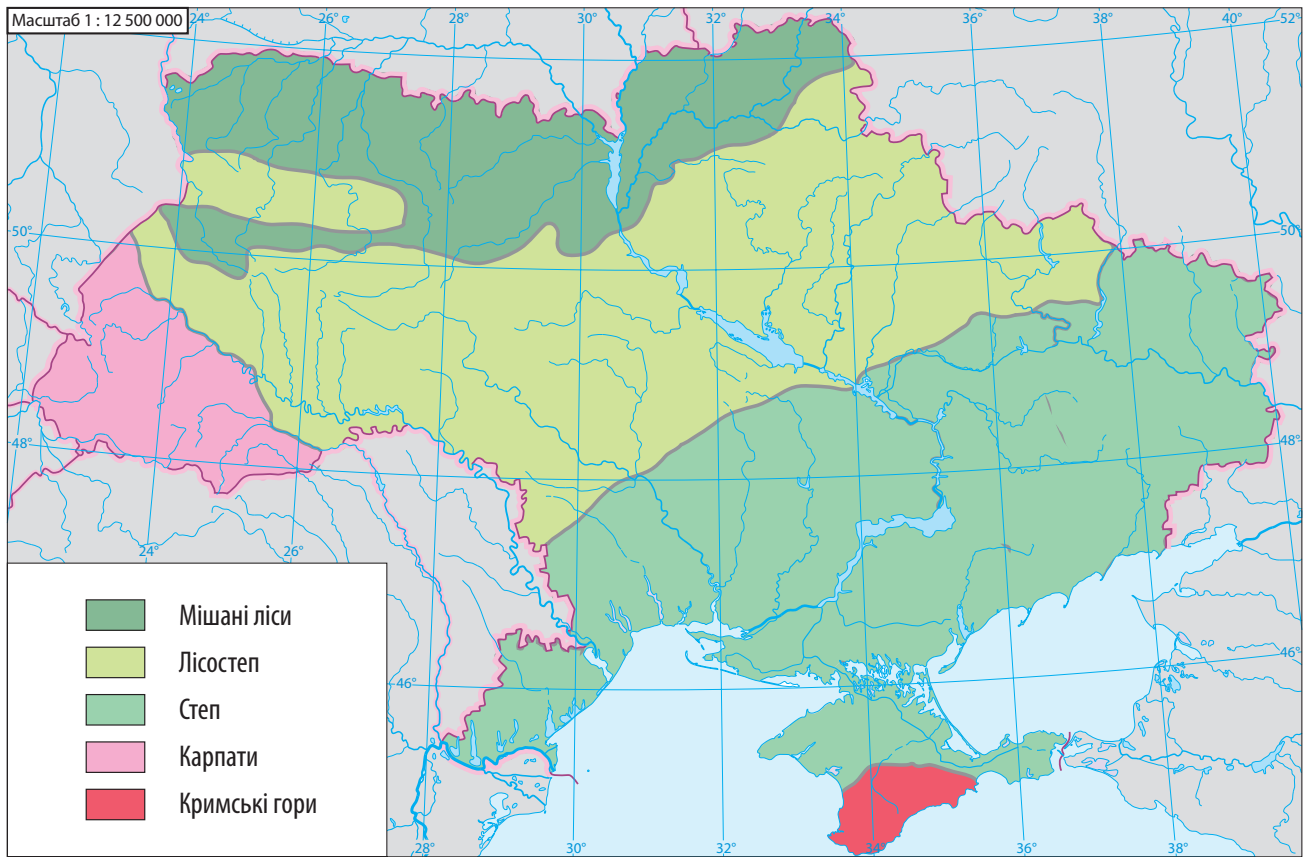 Масштаб 1 : 12 500 000
24° 26° 28° 30° 32° 34° 36° 38° 40° 52°
50° 50°
48° 48°
24° 26°
46° 46°
Мішані ліси
Лісостеп
Степ
Карпати
Кримські гори
28° 30° 32° 34° 36° 38°